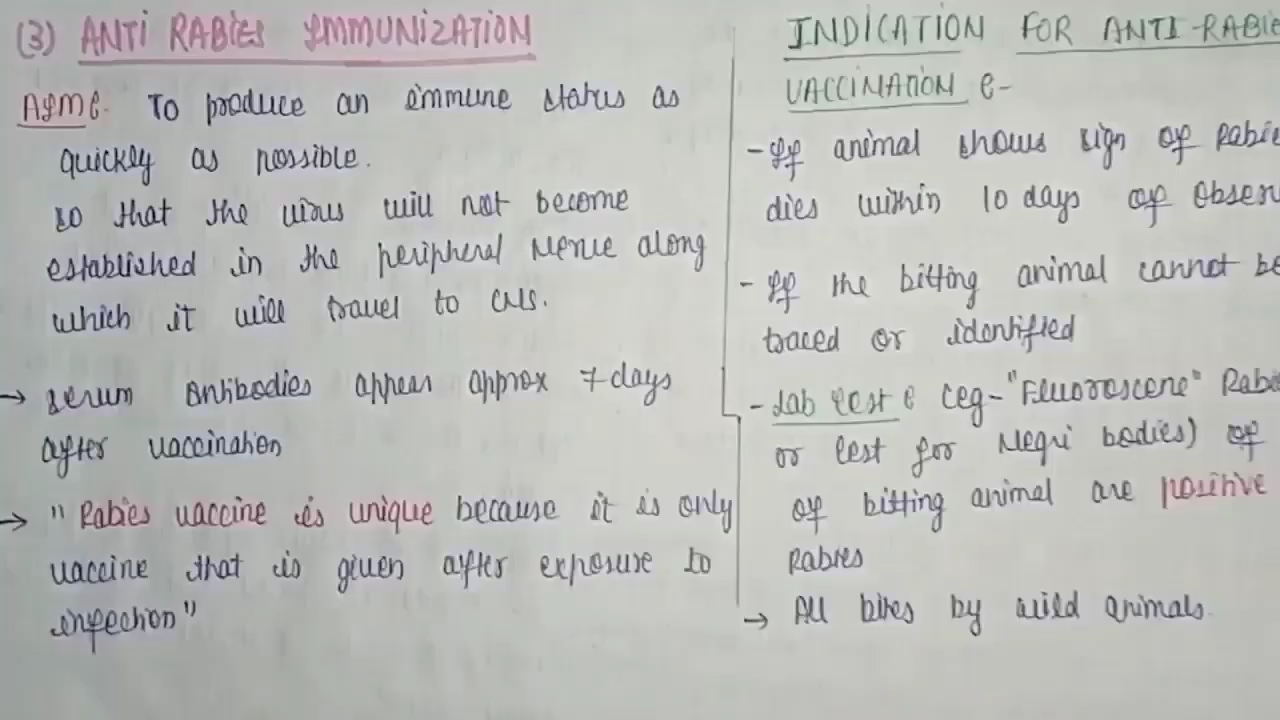 (3) ANTI RABIES IMMUNIZATION
AIM:- To produce an immune status as
quickly as possible.
so that the virus will not become
established in the peripheral nerve along
which it will travel to CNS.
→ serum Antibodies appear approx 7 days
after vaccination
→ "Rabies vaccine is unique because it is only
vaccine that is given after exposure to
infection"
INDICATION FOR ANTI-RABIE
VACCINATION :-
- If animal shows sign of Rabie
dies within 10 days of Obser
- If the bitting animal cannot be
traced or identified
- Lab test : (eg- "Fluorescene" Rabi
or test for Negri bodies) of
of bitting animal are positive
Rabies
→ All bites by wild animals.